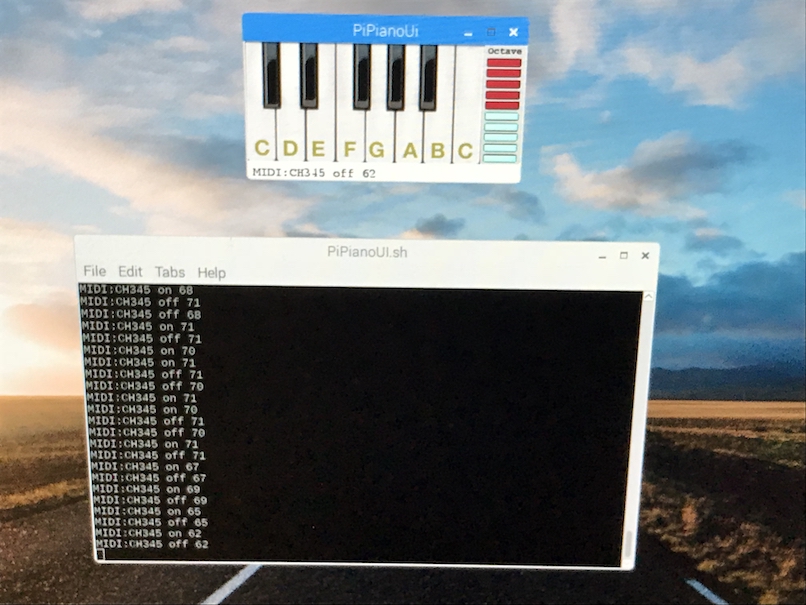 PiPianoUi
Octave
C D E F G A B C
MIDI:CH345 off 62
PiPianoUI.sh
File Edit Tabs Help
MIDI:CH345 on 68
MIDI:CH345 off 71
MIDI:CH345 off 68
MIDI:CH345 on 71
MIDI:CH345 off 71
MIDI:CH345 on 70
MIDI:CH345 on 71
MIDI:CH345 off 71
MIDI:CH345 off 70
MIDI:CH345 on 71
MIDI:CH345 on 70
MIDI:CH345 off 71
MIDI:CH345 off 70
MIDI:CH345 on 71
MIDI:CH345 off 71
MIDI:CH345 on 67
MIDI:CH345 off 67
MIDI:CH345 on 69
MIDI:CH345 off 69
MIDI:CH345 on 65
MIDI:CH345 off 65
MIDI:CH345 on 62
MIDI:CH345 off 62